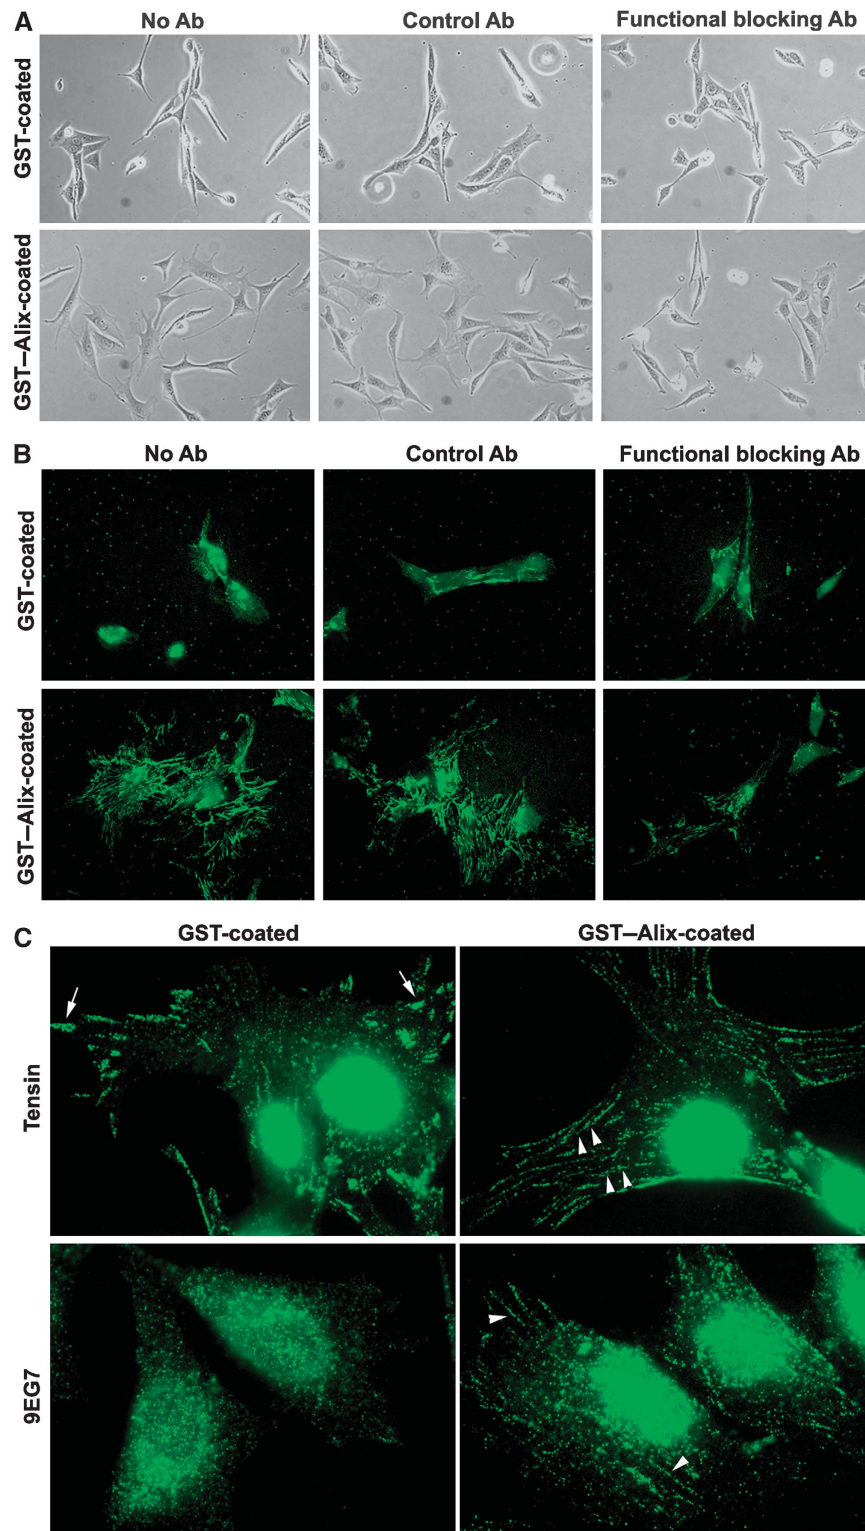 A
No Ab
Control Ab
Functional blocking Ab
GST-coated
GST–Alix-coated
B
No Ab
Control Ab
Functional blocking Ab
GST-coated
GST–Alix-coated
C
GST-coated
GST–Alix-coated
Tensin
9EG7